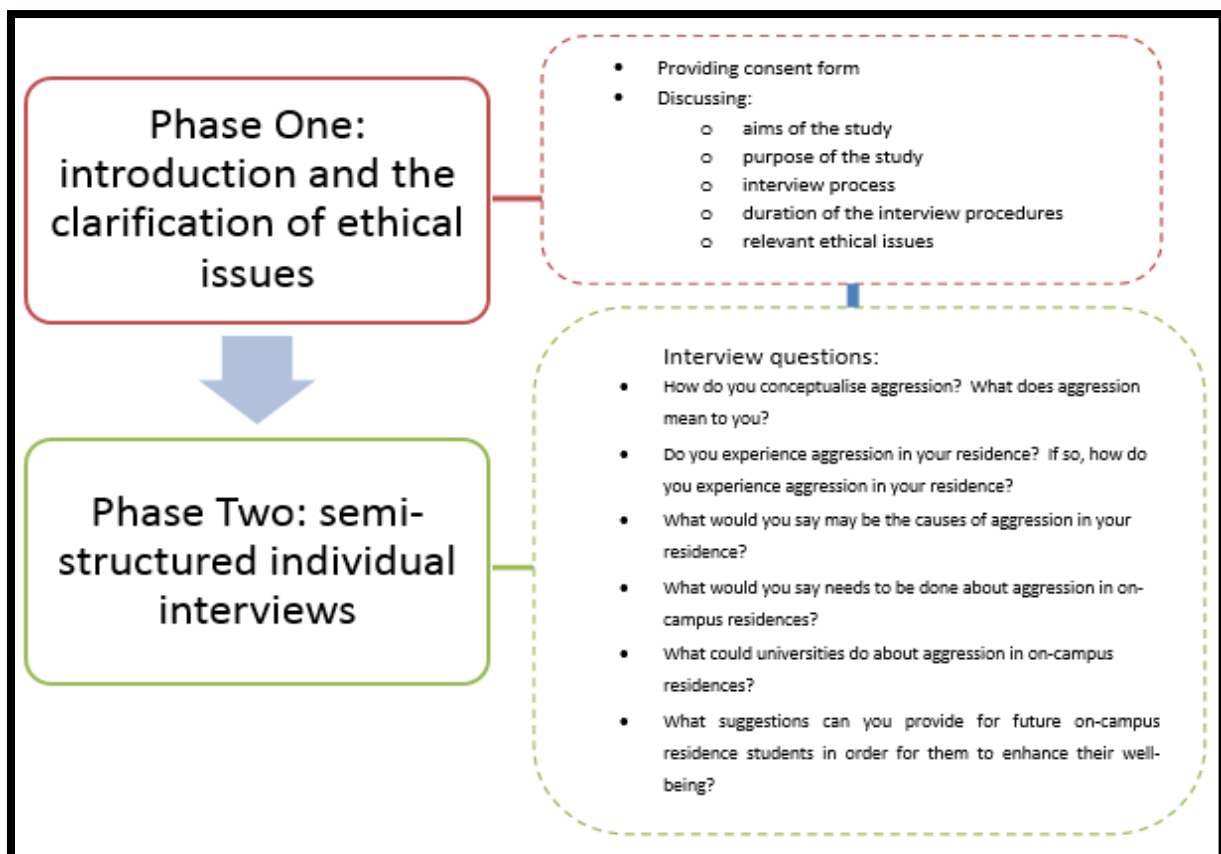 Phase One:
introduction and the
clarification of ethical
issues
• Providing consent form
• Discussing:
o aims of the study
o purpose of the study
o interview process
o duration of the interview procedures
o relevant ethical issues
Phase Two: semi-
structured individual
interviews
Interview questions:
• How do you conceptualise aggression? What does aggression
mean to you?
• Do you experience aggression in your residence? If so, how do
you experience aggression in your residence?
• What would you say may be the causes of aggression in your
residence?
• What would you say needs to be done about aggression in on-
campus residences?
• What could universities do about aggression in on-campus
residences?
• What suggestions can you provide for future on-campus
residence students in order for them to enhance their well-
being?